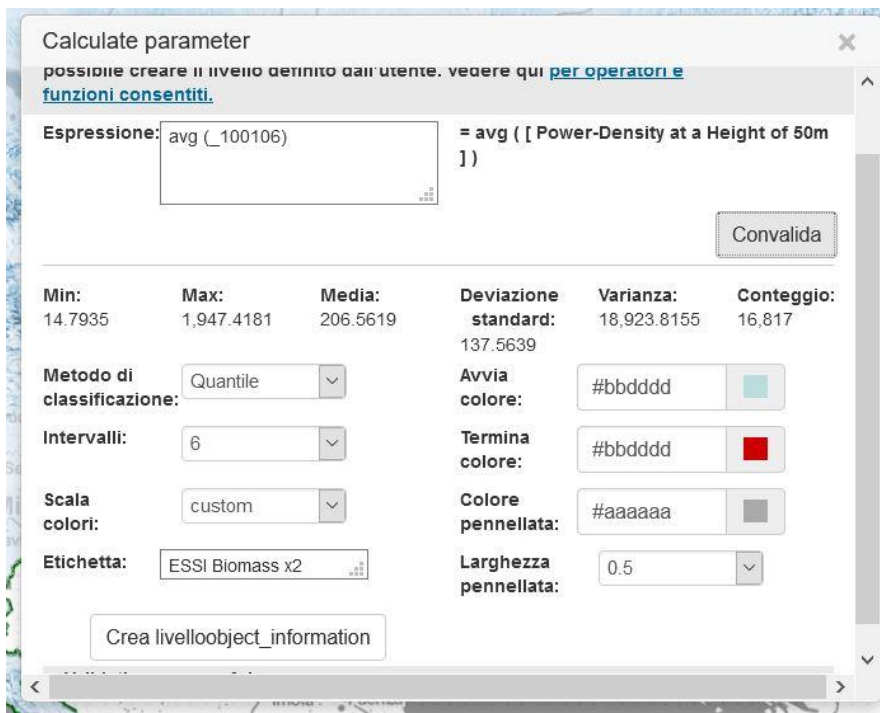 Calculate parameter
possibile creare il livello definito dall'utente. Vedere qui per operatori e
funzioni consentiti.
Espressione: avg (_100106) = avg ( [ Power-Density at a Height of 50m
] )
Convalida
Min: Max: Media: Deviazione standard: Varianza: Conteggio:
14.7935 1,947.4181 206.5619 137.5639 18,923.8155 16,817
Metodo di classificazione: Quantile Avvia colore: #bbdddd
Intervalli: 6 Termina colore: #bbdddd
Scala colori: custom Colore pennellata: #aaaaaa
Etichetta: ESSI Biomass x2 Larghezza pennellata: 0.5
Crea livelloobject_information